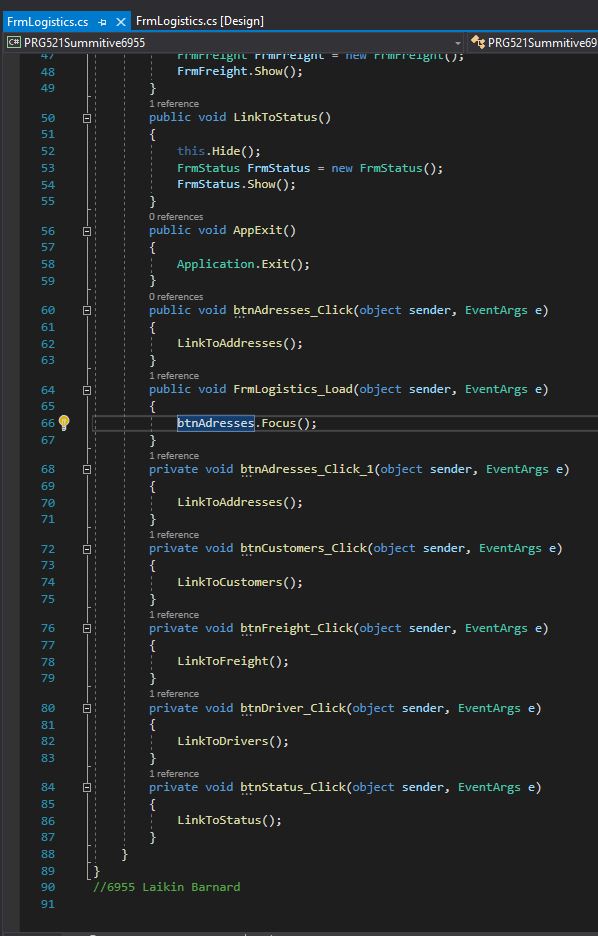 FrmLogistics.cs FrmLogistics.cs [Design]
C# PRG521Summitive6955 PRG521Summitive69
47 FrmFreight FrmFreight = new FrmFreight();
48 FrmFreight.Show();
49 }
1 reference
50 public void LinkToStatus()
51 {
52 this.Hide();
53 FrmStatus FrmStatus = new FrmStatus();
54 FrmStatus.Show();
55 }
0 references
56 public void AppExit()
57 {
58 Application.Exit();
59 }
0 references
60 public void btnAdresses_Click(object sender, EventArgs e)
61 {
62 LinkToAddresses();
63 }
1 reference
64 public void FrmLogistics_Load(object sender, EventArgs e)
65 {
66 btnAdresses.Focus();
67 }
1 reference
68 private void btnAdresses_Click_1(object sender, EventArgs e)
69 {
70 LinkToAddresses();
71 }
1 reference
72 private void btnCustomers_Click(object sender, EventArgs e)
73 {
74 LinkToCustomers();
75 }
1 reference
76 private void btnFreight_Click(object sender, EventArgs e)
77 {
78 LinkToFreight();
79 }
1 reference
80 private void btnDriver_Click(object sender, EventArgs e)
81 {
82 LinkToDrivers();
83 }
1 reference
84 private void btnStatus_Click(object sender, EventArgs e)
85 {
86 LinkToStatus();
87 }
88 }
89 }
90 //6955 Laikin Barnard
91